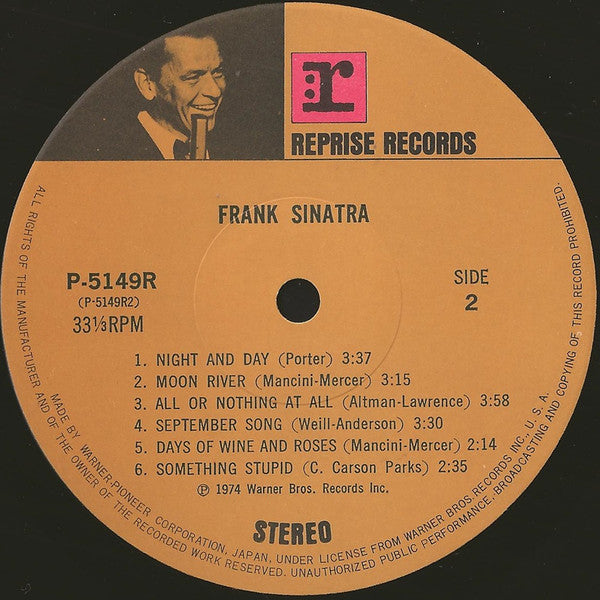 :r
REPRISE RECORDS
FRANK SINATRA
P-5149R
(P-5149R2)
33⅓RPM
SIDE
2
1. NIGHT AND DAY (Porter) 3:37
2. MOON RIVER (Mancini-Mercer) 3:15
3. ALL OR NOTHING AT ALL (Altman-Lawrence) 3:58
4. SEPTEMBER SONG (Weill-Anderson) 3:30
5. DAYS OF WINE AND ROSES (Mancini-Mercer) 2:14
6. SOMETHING STUPID (C. Carson Parks) 2:35
℗ 1974 Warner Bros. Records Inc.
STEREO
MADE BY WARNER-PIONEER CORPORATION, JAPAN, UNDER LICENSE FROM WARNER BROS. RECORDS INC., U.S.A.
ALL RIGHTS OF THE MANUFACTURER AND OF THE OWNER OF THE RECORDED WORK RESERVED. UNAUTHORIZED PUBLIC PERFORMANCE, BROADCASTING AND COPYING OF THIS RECORD PROHIBITED.